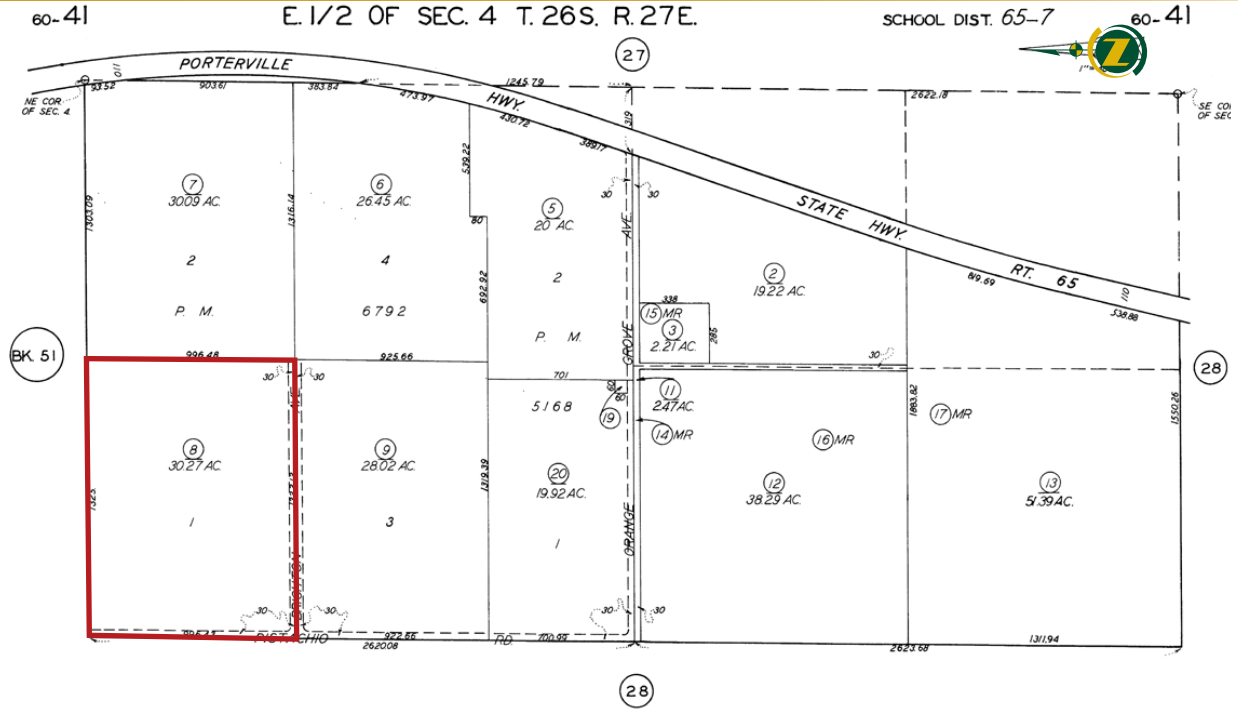 60-41
E. 1/2 OF SEC. 4 T. 26S. R. 27E.
SCHOOL DIST. 65-7
60-41
27
Z
1"=
PORTERVILLE
110
93.52
903.61
383.84
1245.79
473.97
HWY.
430.72
389.17
319
2622.18
NE COR.
OF SEC. 4
SE CO
OF SEC
539.22
60
7
30.09 AC.
6
26.45 AC.
5
20 AC.
30
30
AVE.
STATE HWY.
RT. 65
110
819.69
538.88
1303.09
1316.14
2
4
2
2
19.22 AC.
692.92
P. M.
6792
P. M.
338
15 MR
3
2.21 AC.
285
GROVE
BK. 51
996.48
925.66
30
28
30
30
701
60
60
19
11
2.47 AC.
5168
14 MR
1883.82
17 MR
16 MR
1550.26
8
30.27 AC.
9
28.02 AC.
20
19.92 AC.
12
38.29 AC.
13
51.39 AC.
1325.
1319.39
1
3
1
ORANGE
30
30
30
30
PISTACHIO
RD.
922.66
700.99
2620.08
1311.94
2623.68
28